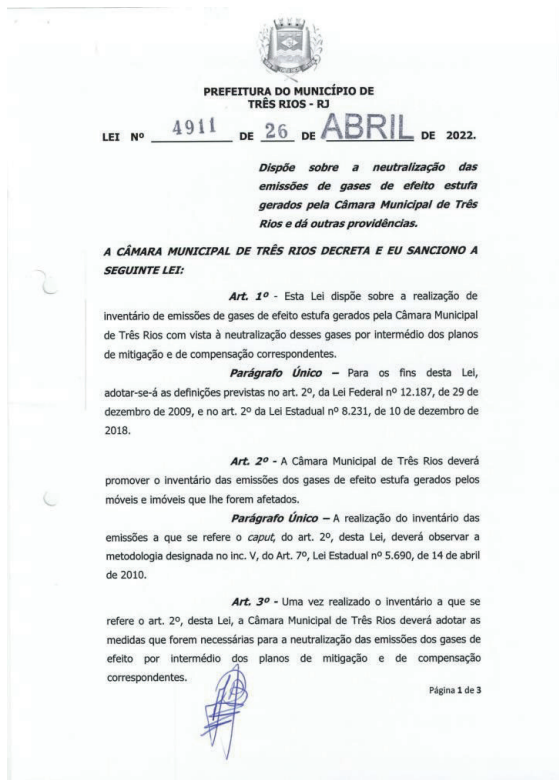 PREFEITURA DO MUNICÍPIO DE
TRÊS RIOS - RJ
LEI Nº 4911 DE 26 DE ABRIL DE 2022.
Dispõe sobre a neutralização das
emissões de gases de efeito estufa
gerados pela Câmara Municipal de Três
Rios e dá outras providências.
A CÂMARA MUNICIPAL DE TRÊS RIOS DECRETA E EU SANCIONO A
SEGUINTE LEI:
Art. 1º - Esta Lei dispõe sobre a realização de
inventário de emissões de gases de efeito estufa gerados pela Câmara Municipal
de Três Rios com vista à neutralização desses gases por intermédio dos planos
de mitigação e de compensação correspondentes.
Parágrafo Único – Para os fins desta Lei,
adotar-se-á as definições previstas no art. 2º, da Lei Federal nº 12.187, de 29 de
dezembro de 2009, e no art. 2º da Lei Estadual nº 8.231, de 10 de dezembro de
2018.
Art. 2º - A Câmara Municipal de Três Rios deverá
promover o inventário das emissões dos gases de efeito estufa gerados pelos
móveis e imóveis que lhe forem afetados.
Parágrafo Único – A realização do inventário das
emissões a que se refere o caput, do art. 2º, desta Lei, deverá observar a
metodologia designada no inc. V, do Art. 7º, Lei Estadual nº 5.690, de 14 de abril
de 2010.
Art. 3º - Uma vez realizado o inventário a que se
refere o art. 2º, desta Lei, a Câmara Municipal de Três Rios deverá adotar as
medidas que forem necessárias para a neutralização das emissões dos gases de
efeito por intermédio dos planos de mitigação e de compensação
correspondentes.
Página 1 de 3